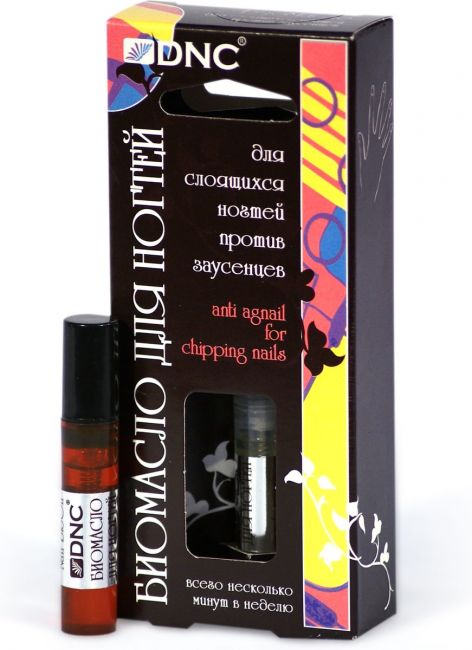 DNC®
БИОМАСЛО ДЛЯ НОГТЕЙ
для
слоящихся
ногтей
против
заусенцев
anti agnail
for
chipping nails
всего несколько
минут в неделю
DNC®
БИОМАСЛО